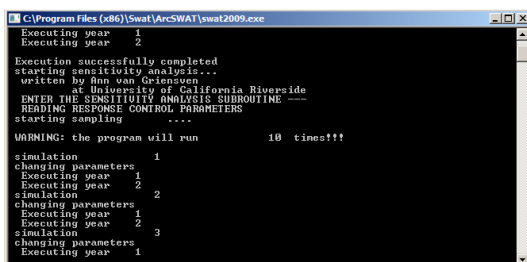 C:\Program Files (x86)\Swat\ArcSWAT\swat2009.exe
Executing year 1
Executing year 2
Execution successfully completed
starting sensitivity analysis...
written by Ann van Griensven
at University of California Riverside
ENTER THE SENSITIVITY ANALYSIS SUBROUTINE ---
READING RESPONSE CONTROL PARAMETERS
starting sampling ....
WARNING: the program will run 10 times!!!
simulation 1
changing parameters
Executing year 1
Executing year 2
simulation 2
changing parameters
Executing year 1
Executing year 2
simulation 3
changing parameters
Executing year 1